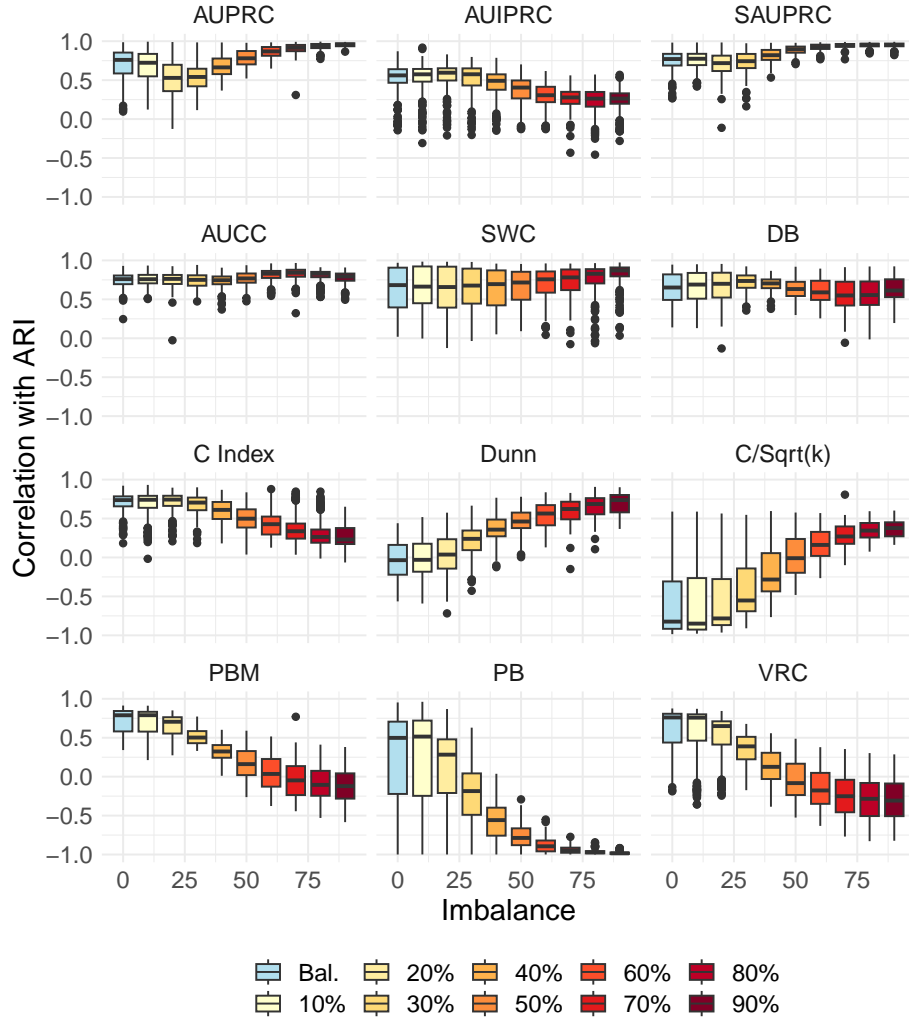 AUPRC AUIPRC SAUPRC
1.0
0.5
0.0
−0.5
−1.0
AUCC SWC DB
1.0
0.5
0.0
−0.5
−1.0
C Index Dunn C/Sqrt(k)
1.0
0.5
0.0
−0.5
−1.0
PBM PB VRC
1.0
0.5
0.0
−0.5
−1.0
Correlation with ARI
0 25 50 75 0 25 50 75 0 25 50 75
Imbalance
Bal. 20% 40% 60% 80%
10% 30% 50% 70% 90%